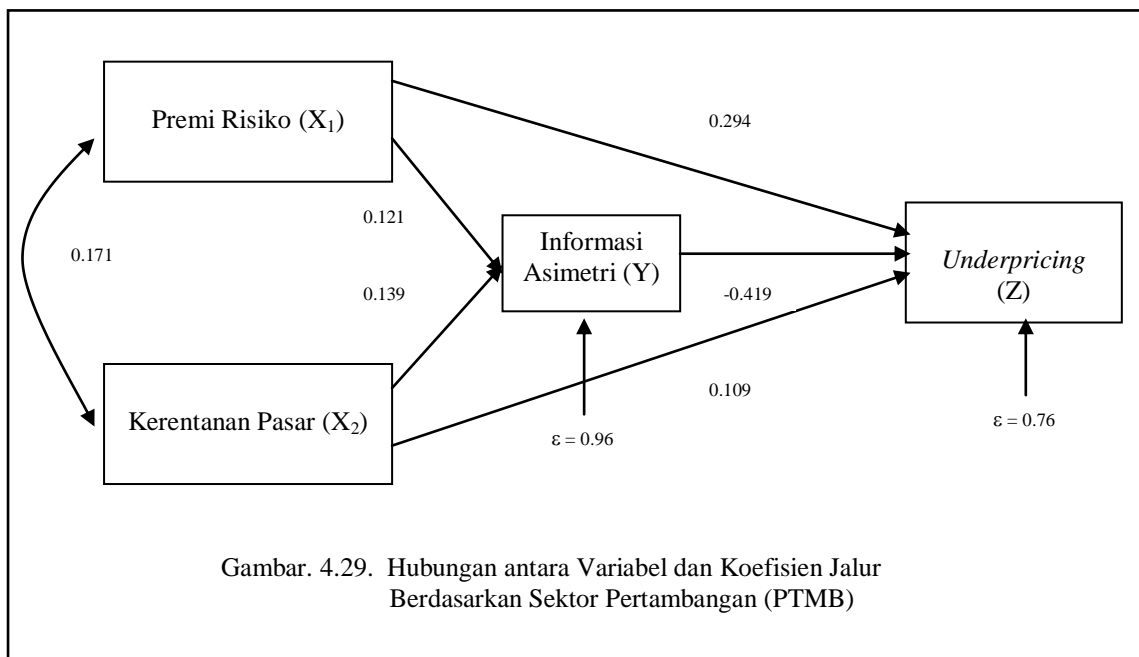 Premi Risiko (X₁)
0.294
0.121
Informasi
Asimetri (Y)
Underpricing
(Z)
0.171
0.139
-0.419
Kerentanan Pasar (X₂)
0.109
ε = 0.96
ε = 0.76
Gambar. 4.29. Hubungan antara Variabel dan Koefisien Jalur
Berdasarkan Sektor Pertambangan (PTMB)